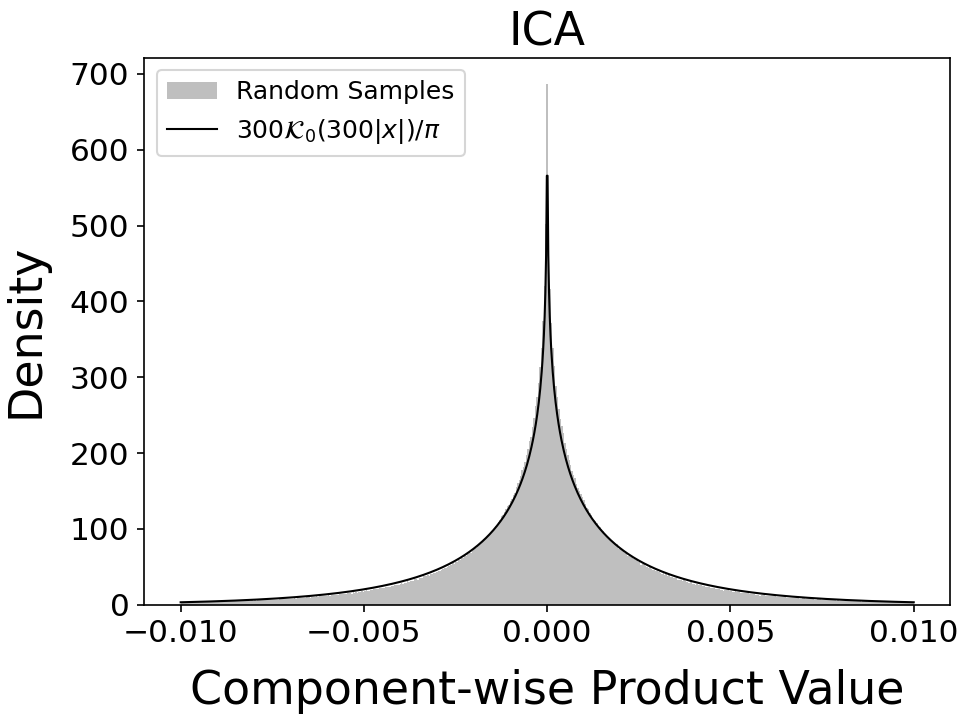 ICA
Random Samples
300𝒦₀(300|x|)/π
Density
700
600
500
400
300
200
100
0
−0.010
−0.005
0.000
0.005
0.010
Component-wise Product Value